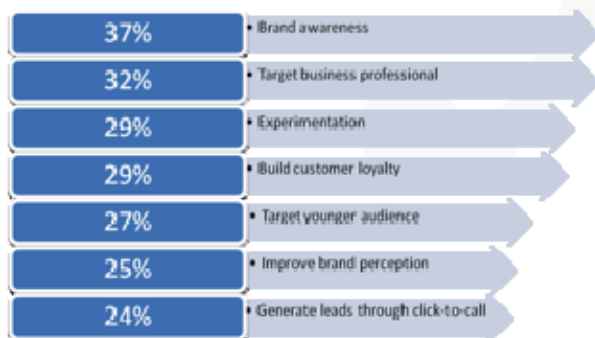 37% • Brand awareness
32% • Target business professional
29% • Experimentation
29% • Build customer loyalty
27% • Target younger audience
25% • Improve brand perception
24% • Generate leads through click-to-call